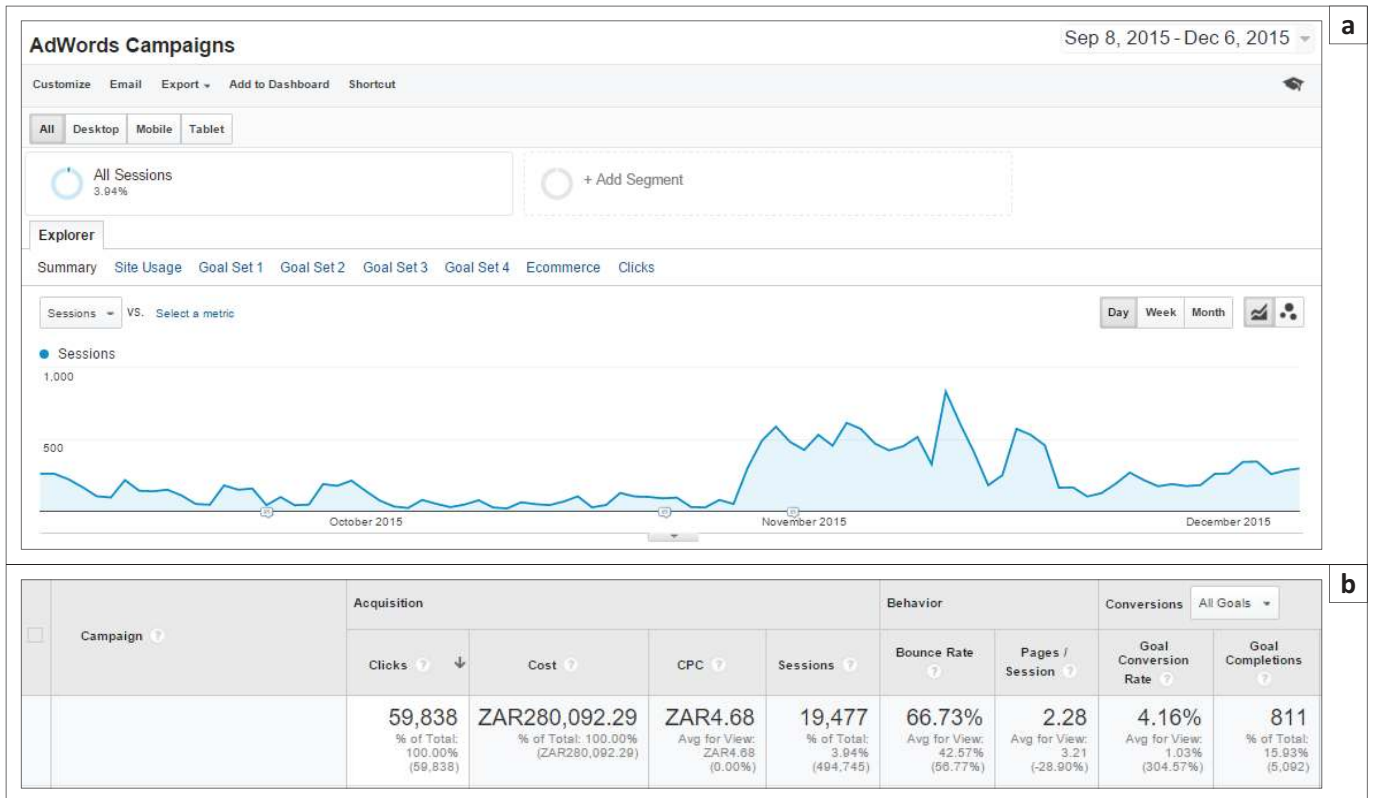 a
AdWords Campaigns
Sep 8, 2015 - Dec 6, 2015
Customize Email Export Add to Dashboard Shortcut
All Desktop Mobile Tablet
All Sessions
3.94%
+ Add Segment
Explorer
Summary Site Usage Goal Set 1 Goal Set 2 Goal Set 3 Goal Set 4 Ecommerce Clicks
Sessions VS. Select a metric
Day Week Month
Sessions
1,000
500
October 2015 November 2015 December 2015
b
Acquisition Behavior Conversions All Goals
Campaign ?
Clicks ? Cost ? CPC ? Sessions ? Bounce Rate ? Pages / Session ? Goal Conversion Rate ? Goal Completions ?
59,838 ZAR280,092.29 ZAR4.68 19,477 66.73% 2.28 4.16% 811
% of Total: 100.00% (59,838) % of Total: 100.00% (ZAR280,092.29) Avg for View: ZAR4.68 (0.00%) % of Total: 3.94% (494,745) Avg for View: 42.57% (56.77%) Avg for View: 3.21 (-28.90%) Avg for View: 1.03% (304.57%) % of Total: 15.93% (5,092)